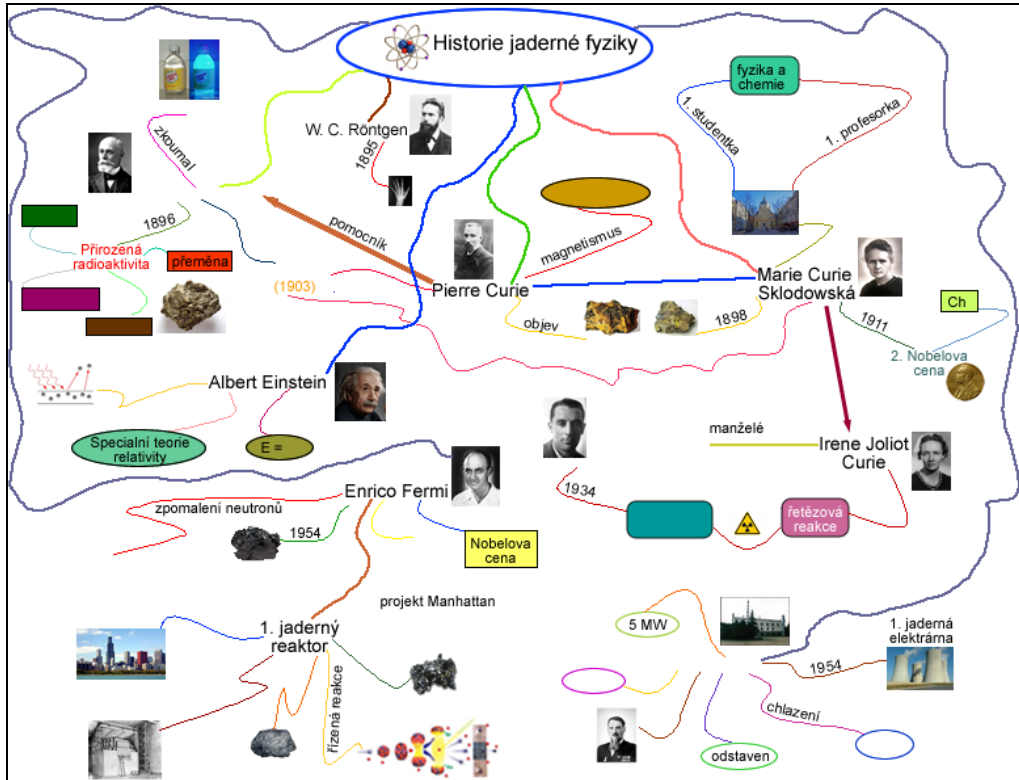 Historie jaderné fyziky
fyzika a
chemie
1. studentka
1. profesorka
W. C. Röntgen
1895
zkoumal
1896
Přirozená
radioaktivita
přeměna
pomocník
magnetismus
(1903)
Pierre Curie
Marie Curie
Sklodowská
objev
1898
Ch
1911
2. Nobelova
cena
Albert Einstein
Specialní teorie
relativity
E =
manželé
Irene Joliot
Curie
Enrico Fermi
zpomalení neutronů
1954
Nobelova
cena
1934
řetězová
reakce
projekt Manhattan
1. jaderný
reaktor
řízená reakce
5 MW
1. jaderná
elektrárna
1954
chlazení
odstaven